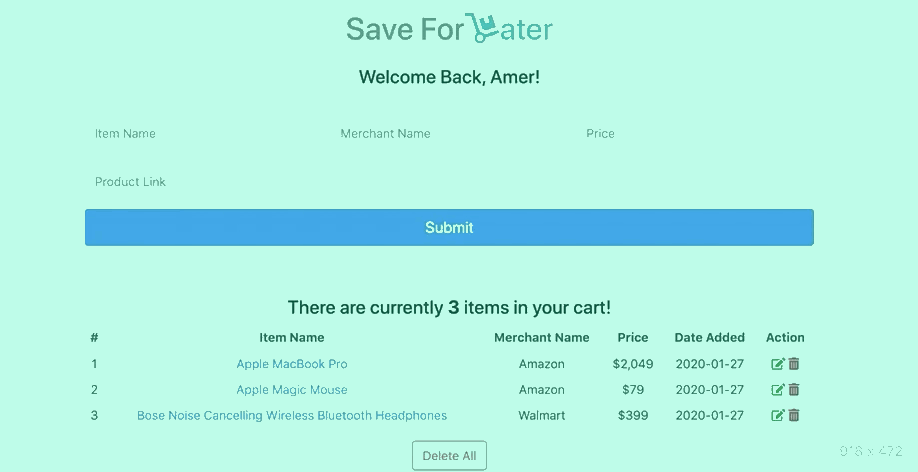 Save For Later
Welcome Back, Amer!
Item Name Merchant Name Price
Product Link
Submit
There are currently 3 items in your cart!
# Item Name Merchant Name Price Date Added Action
1 Apple MacBook Pro Amazon $2,049 2020-01-27
2 Apple Magic Mouse Amazon $79 2020-01-27
3 Bose Noise Cancelling Wireless Bluetooth Headphones Walmart $399 2020-01-27
Delete All
918 x 472